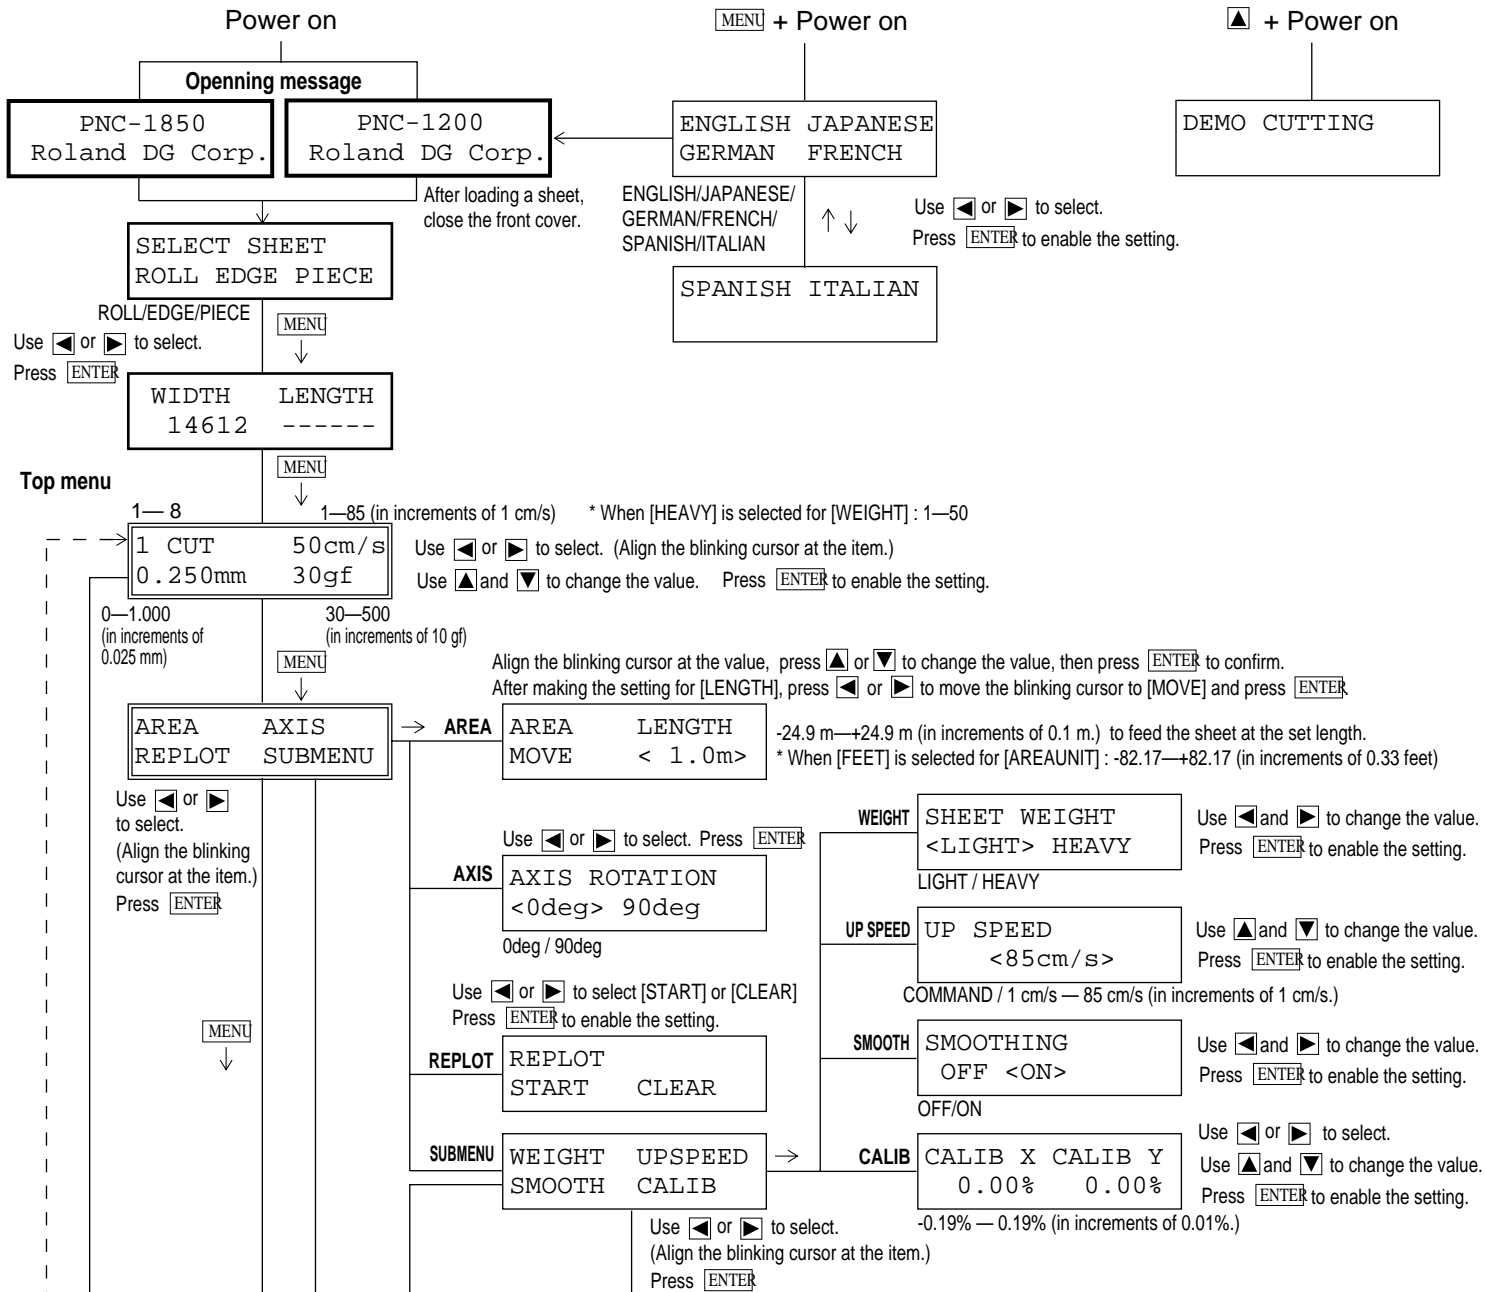 Power on
MENU + Power on
▲ + Power on
Openning message
PNC-1850
Roland DG Corp.
PNC-1200
Roland DG Corp.
ENGLISH JAPANESE
GERMAN FRENCH
DEMO CUTTING
After loading a sheet,
close the front cover.
ENGLISH/JAPANESE/
GERMAN/FRENCH/
SPANISH/ITALIAN
Use ◀ or ▶ to select.
Press ENTER to enable the setting.
SELECT SHEET
ROLL EDGE PIECE
SPANISH ITALIAN
ROLL/EDGE/PIECE
MENU
Use ◀ or ▶ to select.
Press ENTER
WIDTH LENGTH
14612 ------
MENU
Top menu
1— 8
1—85 (in increments of 1 cm/s) * When [HEAVY] is selected for [WEIGHT] : 1—50
1 CUT 50cm/s
0.250mm 30gf
Use ◀ or ▶ to select. (Align the blinking cursor at the item.)
Use ▲ and ▼ to change the value. Press ENTER to enable the setting.
0—1.000
(in increments of
0.025 mm)
30—500
(in increments of 10 gf)
MENU
Align the blinking cursor at the value, press ▲ or ▼ to change the value, then press ENTER to confirm.
After making the setting for [LENGTH], press ◀ or ▶ to move the blinking cursor to [MOVE] and press ENTER
AREA AXIS
REPLOT SUBMENU
AREA
AREA LENGTH
MOVE < 1.0m>
-24.9 m—+24.9 m (in increments of 0.1 m.) to feed the sheet at the set length.
* When [FEET] is selected for [AREAUNIT] : -82.17—+82.17 (in increments of 0.33 feet)
Use ◀ or ▶
to select.
(Align the blinking
cursor at the item.)
Press ENTER
Use ◀ or ▶ to select. Press ENTER
AXIS
AXIS ROTATION
<0deg> 90deg
0deg / 90deg
WEIGHT
SHEET WEIGHT
<LIGHT> HEAVY
LIGHT / HEAVY
Use ◀ and ▶ to change the value.
Press ENTER to enable the setting.
UP SPEED
UP SPEED
<85cm/s>
COMMAND / 1 cm/s — 85 cm/s (in increments of 1 cm/s.)
Use ▲ and ▼ to change the value.
Press ENTER to enable the setting.
Use ◀ or ▶ to select [START] or [CLEAR]
Press ENTER to enable the setting.
MENU
REPLOT
REPLOT
START CLEAR
SMOOTH
SMOOTHING
OFF <ON>
OFF/ON
Use ◀ and ▶ to change the value.
Press ENTER to enable the setting.
SUBMENU
WEIGHT UPSPEED
SMOOTH CALIB
CALIB
CALIB X CALIB Y
0.00% 0.00%
-0.19% — 0.19% (in increments of 0.01%.)
Use ◀ or ▶ to select.
Use ▲ and ▼ to change the value.
Press ENTER to enable the setting.
Use ◀ or ▶ to select.
(Align the blinking cursor at the item.)
Press ENTER